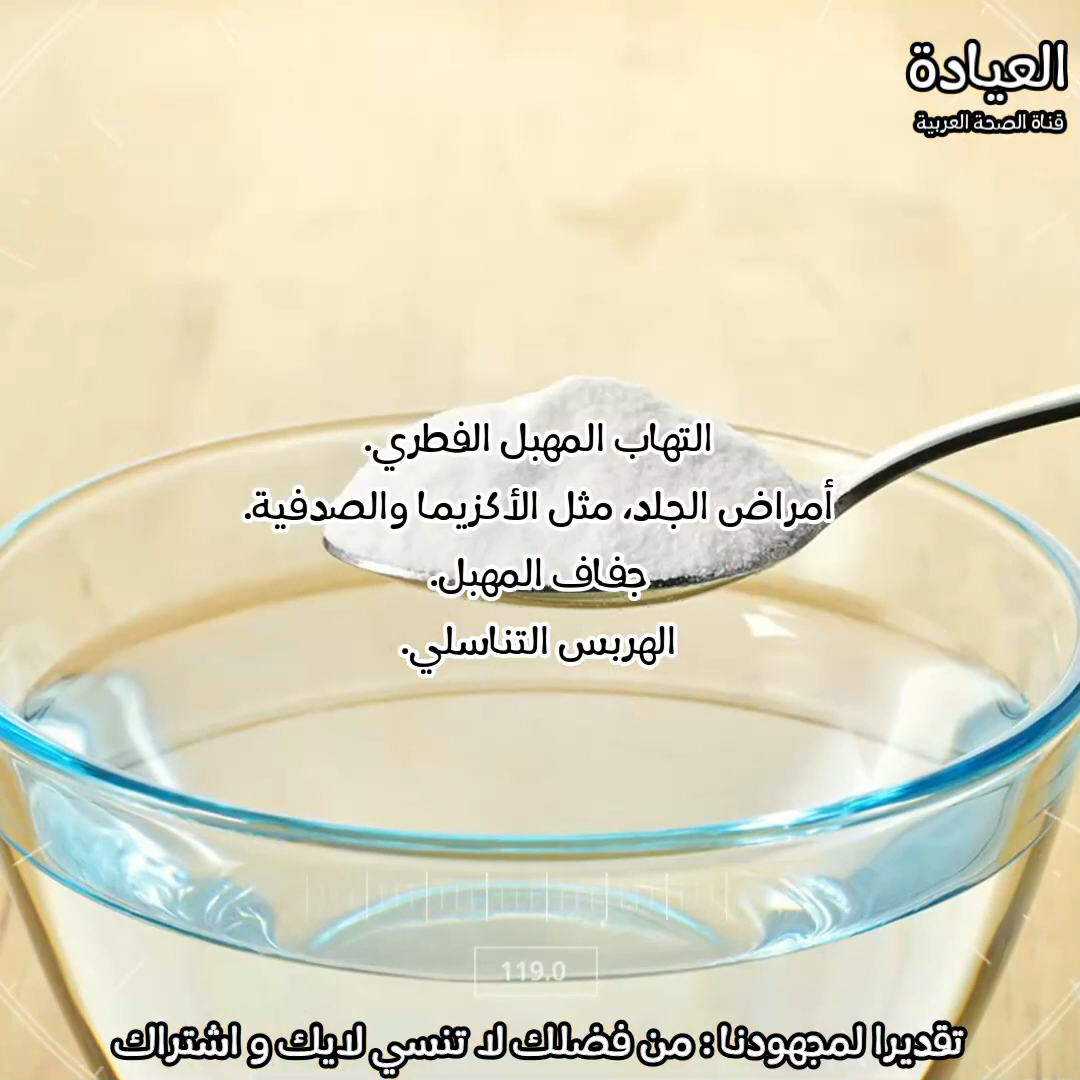 العيادة
قناة الصحة العربية
التهاب المهبل الفطري.
أمراض الجلد، مثل الأكزيما والصدفية.
جفاف المهبل.
الهربس التناسلي.
119.0
تقديرا لمجهودنا : من فضلك لا تنسي لايك و اشتراك